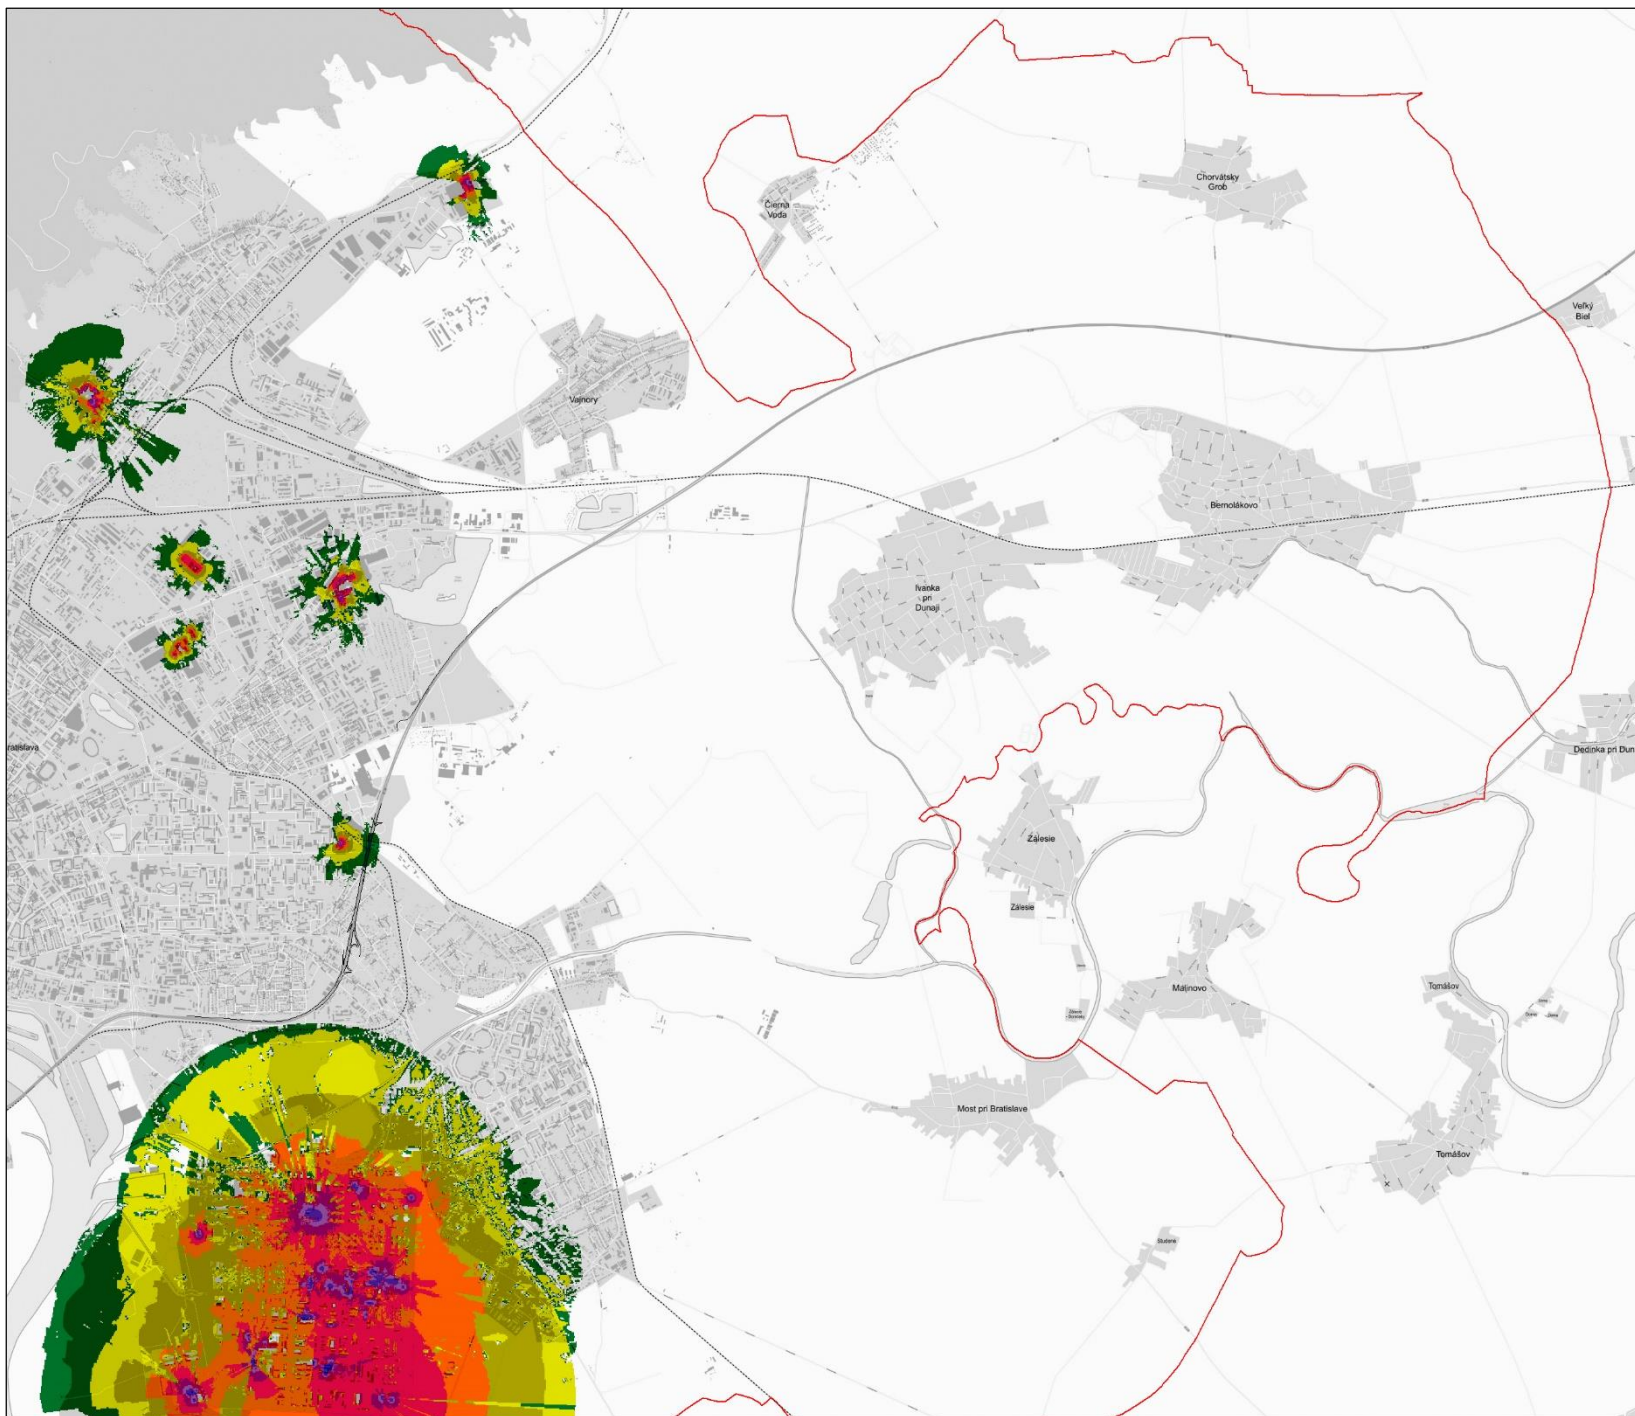 Chorvátsky
Grob
Čierna
Voda
Veľký
Biel
Vajnory
Bernolákovo
Ivanka
pri
Dunaji
ratislava
Dedinka pri Dun
Zálesie
Zálesie
Malinovo
Tomášov
Most pri Bratislave
Tomášov
Studené